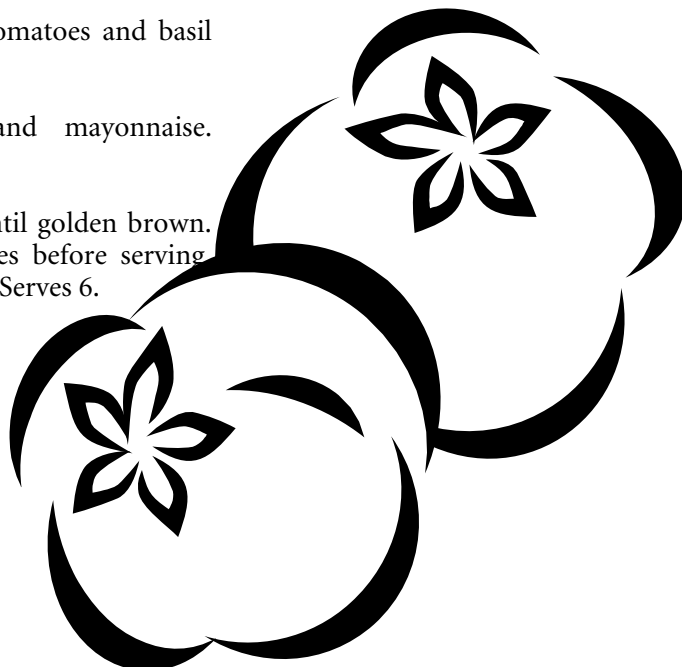 omatoes and basil
and mayonnaise.
ntil golden brown.
es before serving.
Serves 6.